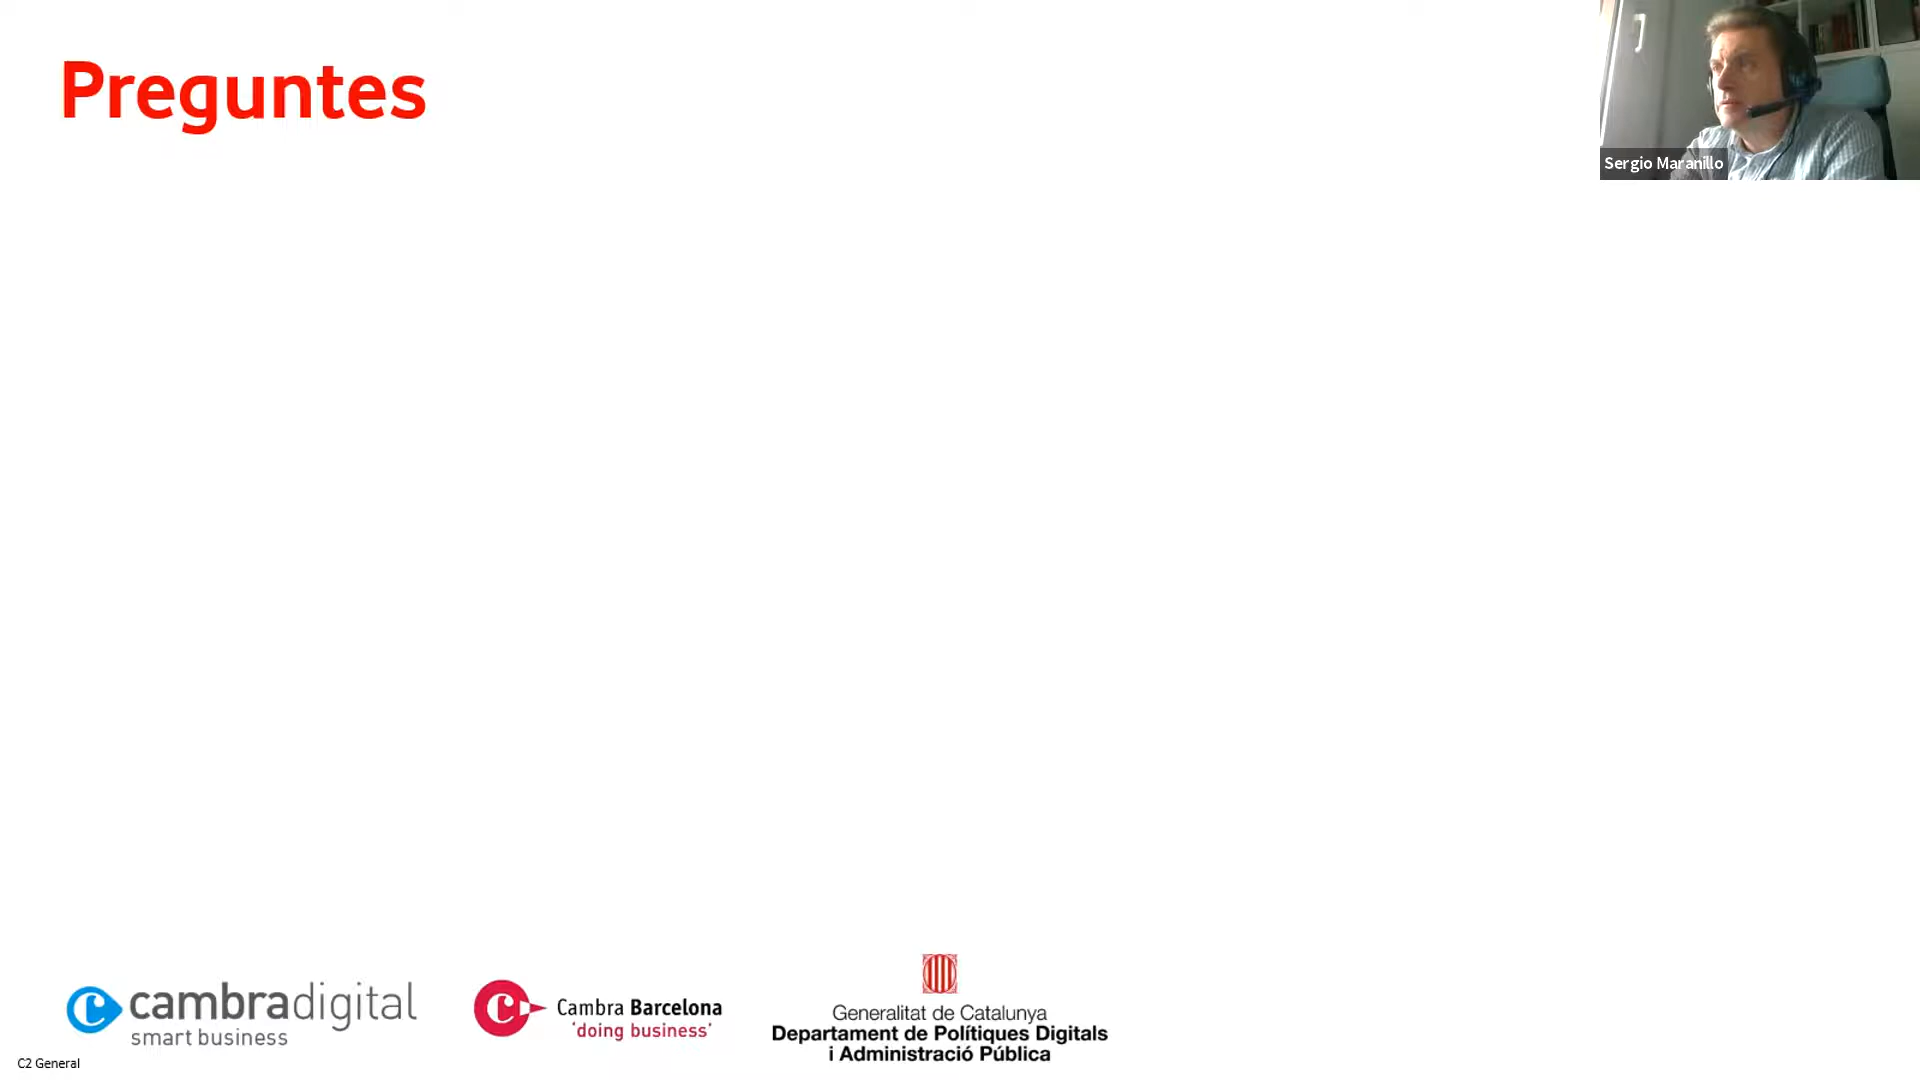 Preguntes
Sergio Maranillo
cambradigital
smart business
Cambra Barcelona
'doing business'
Generalitat de Catalunya
Departament de Polítiques Digitals
i Administració Pública
C2 General